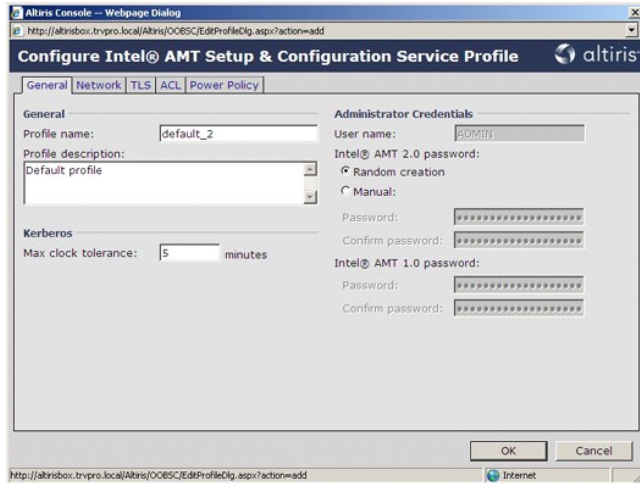 Altiris Console -- Webpage Dialog
http://altirisbox.trvpro.local/Altiris/OOBSC/EditProfileDlg.aspx?action=add
Configure Intel® AMT Setup & Configuration Service Profile
altiris
General Network TLS ACL Power Policy
General
Profile name: default_2
Profile description:
Default profile
Kerberos
Max clock tolerance: 5 minutes
Administrator Credentials
User name: ADMIN
Intel® AMT 2.0 password:
Random creation
Manual:
Password:
Confirm password:
Intel® AMT 1.0 password:
Password:
Confirm password:
OK Cancel
http://altirisbox.trvpro.local/Altiris/OOBSC/EditProfileDlg.aspx?action=add Internet